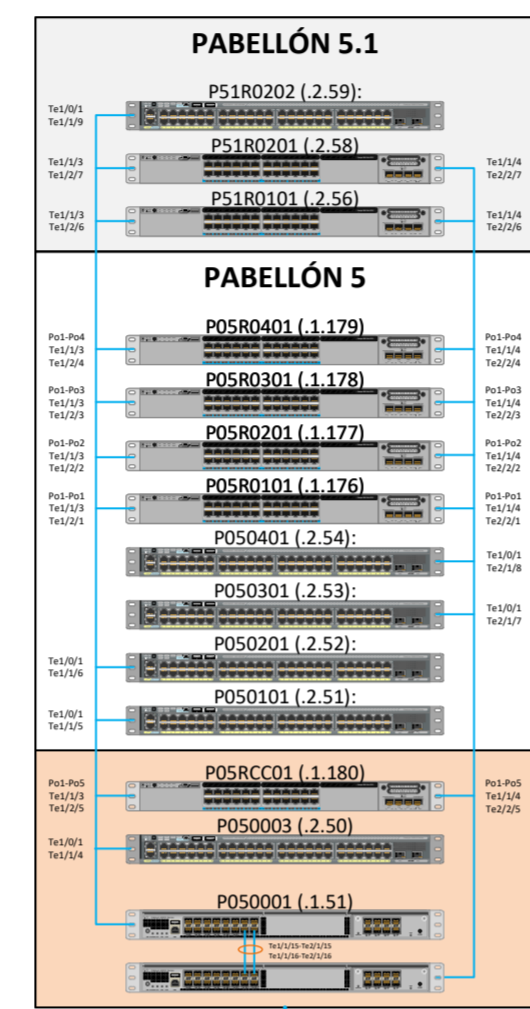 PABELLÓN 5.1
P51R0202 (.2.59):
Te1/0/1
Te1/1/9
P51R0201 (.2.58)
Te1/1/3
Te1/2/7
Te1/1/4
Te2/2/7
P51R0101 (.2.56)
Te1/1/3
Te1/2/6
Te1/1/4
Te2/2/6
PABELLÓN 5
P05R0401 (.1.179)
Po1-Po4
Te1/1/3
Te1/2/4
Po1-Po4
Te1/1/4
Te2/2/4
P05R0301 (.1.178)
Po1-Po3
Te1/1/3
Te1/2/3
Po1-Po3
Te1/1/4
Te2/2/3
P05R0201 (.1.177)
Po1-Po2
Te1/1/3
Te1/2/2
Po1-Po2
Te1/1/4
Te2/2/2
P05R0101 (.1.176)
Po1-Po1
Te1/1/3
Te1/2/1
Po1-Po1
Te1/1/4
Te2/2/1
P050401 (.2.54):
Te1/0/1
Te2/1/8
P050301 (.2.53):
Te1/0/1
Te2/1/7
P050201 (.2.52):
Te1/0/1
Te1/1/6
P050101 (.2.51):
Te1/0/1
Te1/1/5
P05RCC01 (.1.180)
Po1-Po5
Te1/1/3
Te1/2/5
Po1-Po5
Te1/1/4
Te2/2/5
P050003 (.2.50)
Te1/0/1
Te1/1/4
P050001 (.1.51)
Te1/1/15-Te2/1/15
Te1/1/16-Te2/1/16